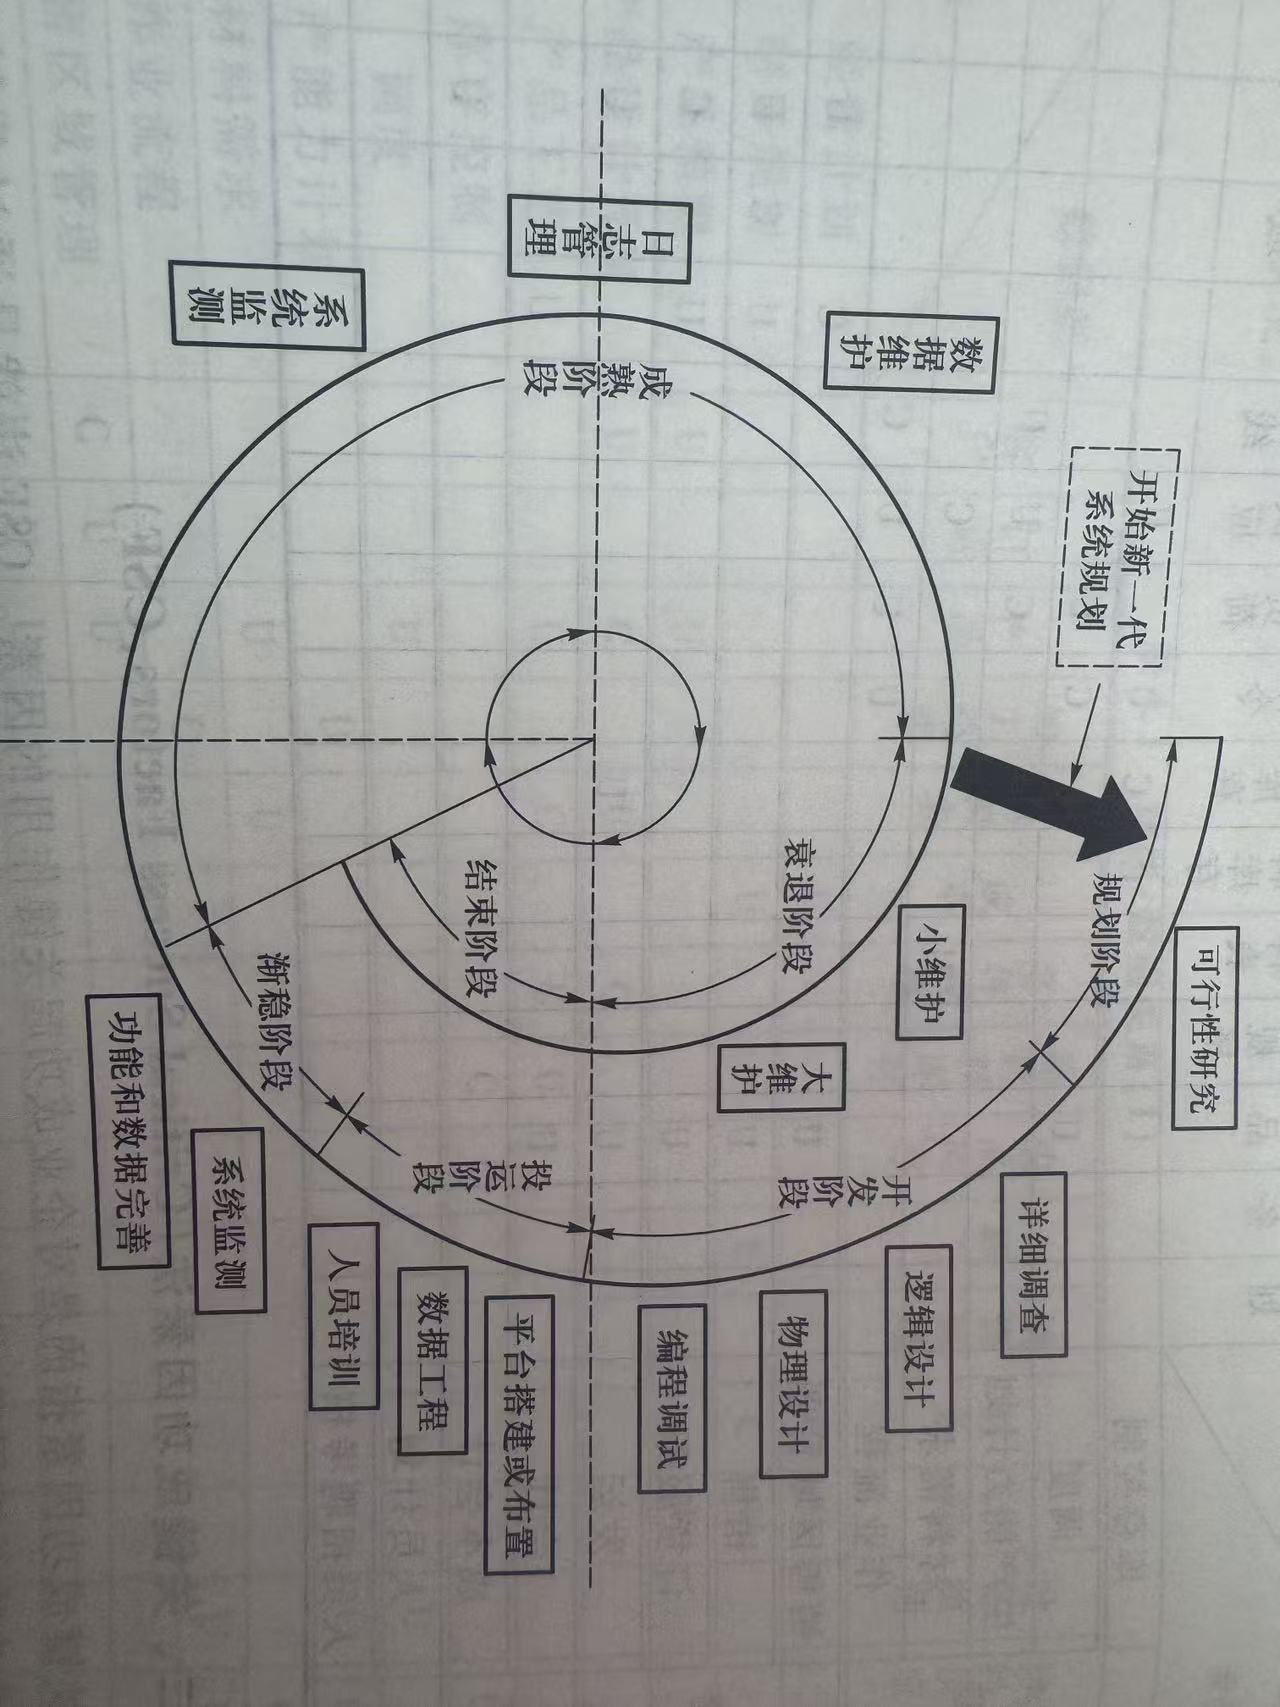 可行性研究
规划阶段
开始新一代
系统规划
详细调查
逻辑设计
开发阶段
物理设计
编程调试
平台搭建或布置
数据工程
投运阶段
人员培训
系统监测
功能和数据完善
渐稳阶段
系统监测
日志管理
成熟阶段
数据维护
小维护
衰退阶段
大维护
结束阶段